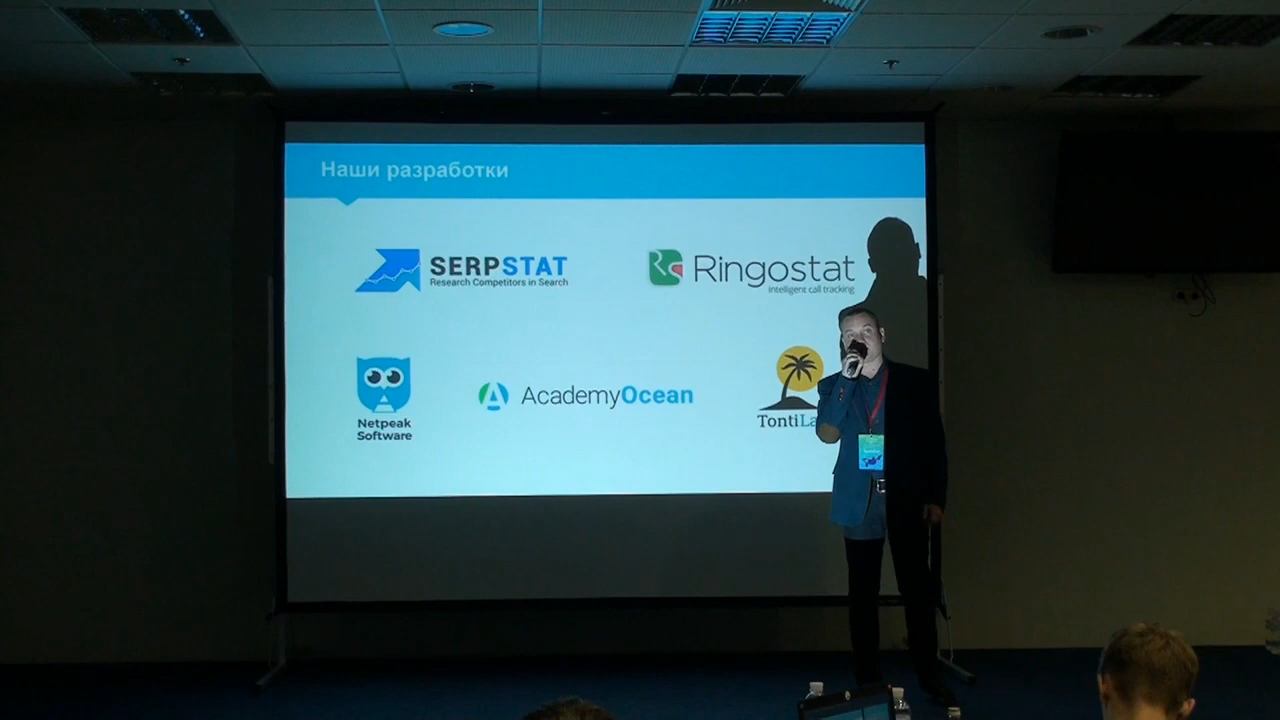 Наши разработки
SERPSTAT
Research Competitors in Search
Ringostat
intelligent call tracking
Netpeak
Software
AcademyOcean